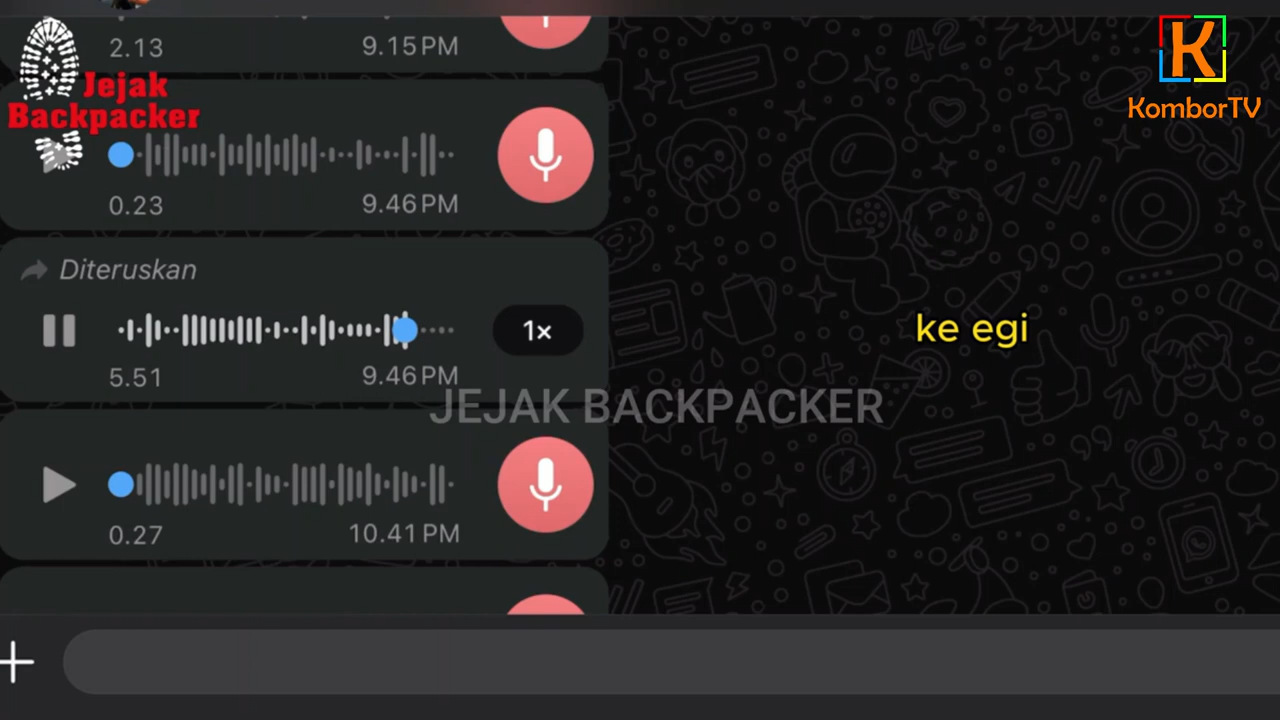 2.13
9.15 PM
Jejak
Backpacker
K
KomborTV
0.23
9.46 PM
Diteruskan
1x
5.51
9.46 PM
ke egi
JEJAK BACKPACKER
0.27
10.41 PM